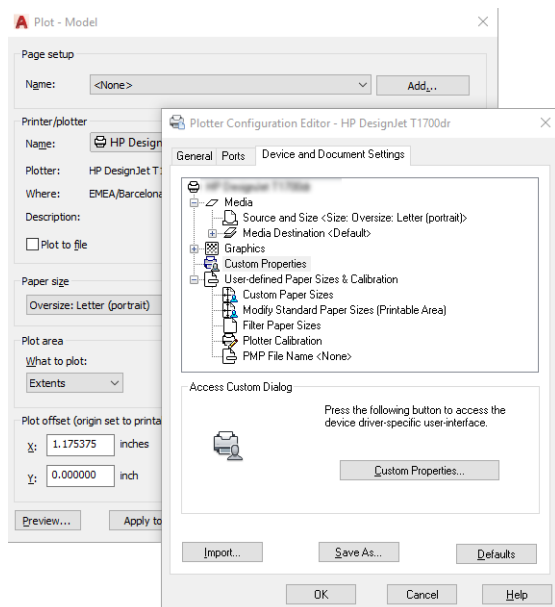 Plot - Model
Page setup
Name:
<None>
Add...
Printer/plotter
Name:
HP Design
Plotter:
HP DesignJet T1
Where:
EMEA/Barcelona
Description:
Plot to file
Paper size
Oversize: Letter (portrait)
Plot area
What to plot:
Extents
Plot offset (origin set to printa
X:
1.175375
inches
Y:
0.000000
inch
Preview...
Apply to
Plotter Configuration Editor - HP DesignJet T1700dr
General
Ports
Device and Document Settings
Media
Source and Size <Size: Oversize: Letter (portrait)>
Media Destination <Default>
Graphics
Custom Properties
User-defined Paper Sizes & Calibration
Custom Paper Sizes
Modify Standard Paper Sizes (Printable Area)
Filter Paper Sizes
Plotter Calibration
PMP File Name <None>
Access Custom Dialog
Press the following button to access the
device driver-specific user-interface.
Custom Properties...
Import...
Save As...
Defaults
OK
Cancel
Help